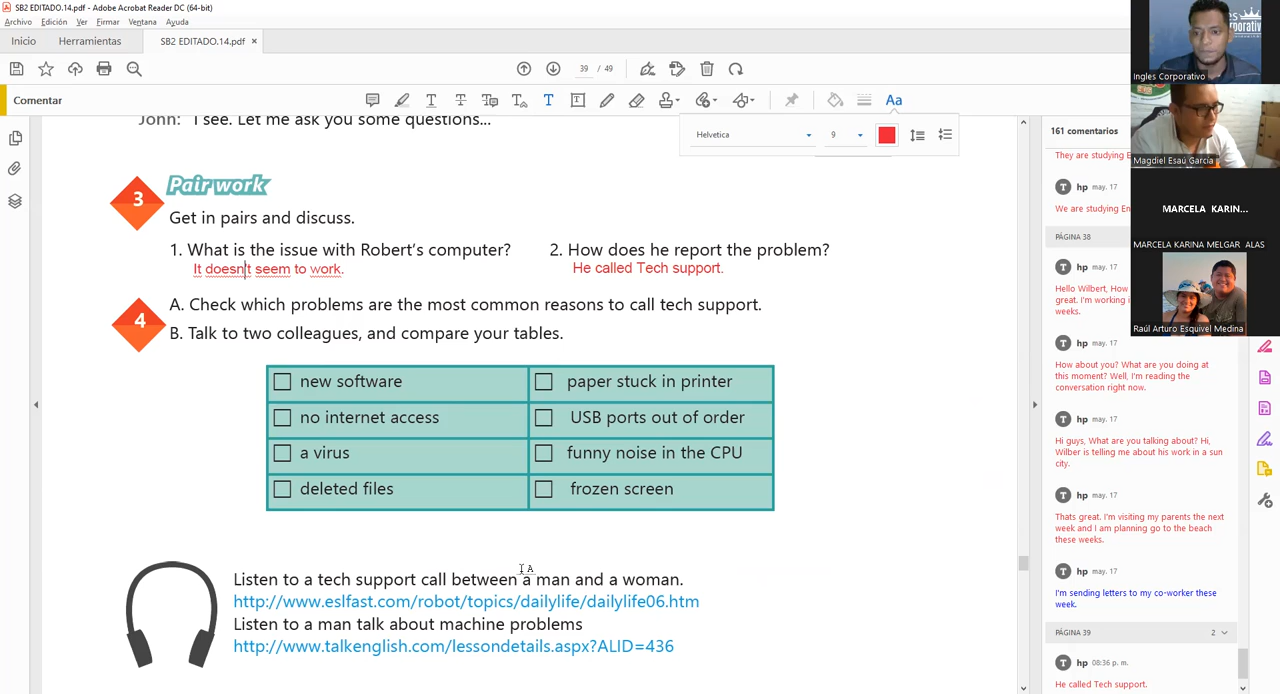 SB2 EDITADO.14.pdf - Adobe Acrobat Reader DC (64-bit)
Archivo Edición Ver Firmar Ventana Ayuda
Inicio Herramientas SB2 EDITADO.14.pdf ×
39 / 49
Comentar
Helvetica 9
John: I see. Let me ask you some questions...
3 Pair work
Get in pairs and discuss.
1. What is the issue with Robert's computer? 2. How does he report the problem?
It doesn't seem to work. He called Tech support.
4 A. Check which problems are the most common reasons to call tech support.
B. Talk to two colleagues, and compare your tables.
new software paper stuck in printer
no internet access USB ports out of order
a virus funny noise in the CPU
deleted files frozen screen
Listen to a tech support call between a man and a woman.
http://www.eslfast.com/robot/topics/dailylife/dailylife06.htm
Listen to a man talk about machine problems
http://www.talkenglish.com/lessondetails.aspx?ALID=436
161 comentarios
They are studying E
T hp may. 17
We are studying En
PÁGINA 38
T hp may. 17
Hello Wilbert, How
great. I'm working i
weeks.
T hp may. 17
How about you? What are you doing at
this moment? Well, I'm reading the
conversation right now.
T hp may. 17
Hi guys, What are you talking about? Hi,
Wilber is telling me about his work in a sun
city.
T hp may. 17
Thats great. I'm visiting my parents the next
week and I am planning go to the beach
these weeks.
T hp may. 17
I'm sending letters to my co-worker these
week.
PÁGINA 39 2
T hp 08:36 p. m.
He called Tech support.
Ingles Corporativo
Magdiel Esaú García
MARCELA KARIN...
MARCELA KARINA MELGAR ALAS
Raúl Arturo Esquivel Medina